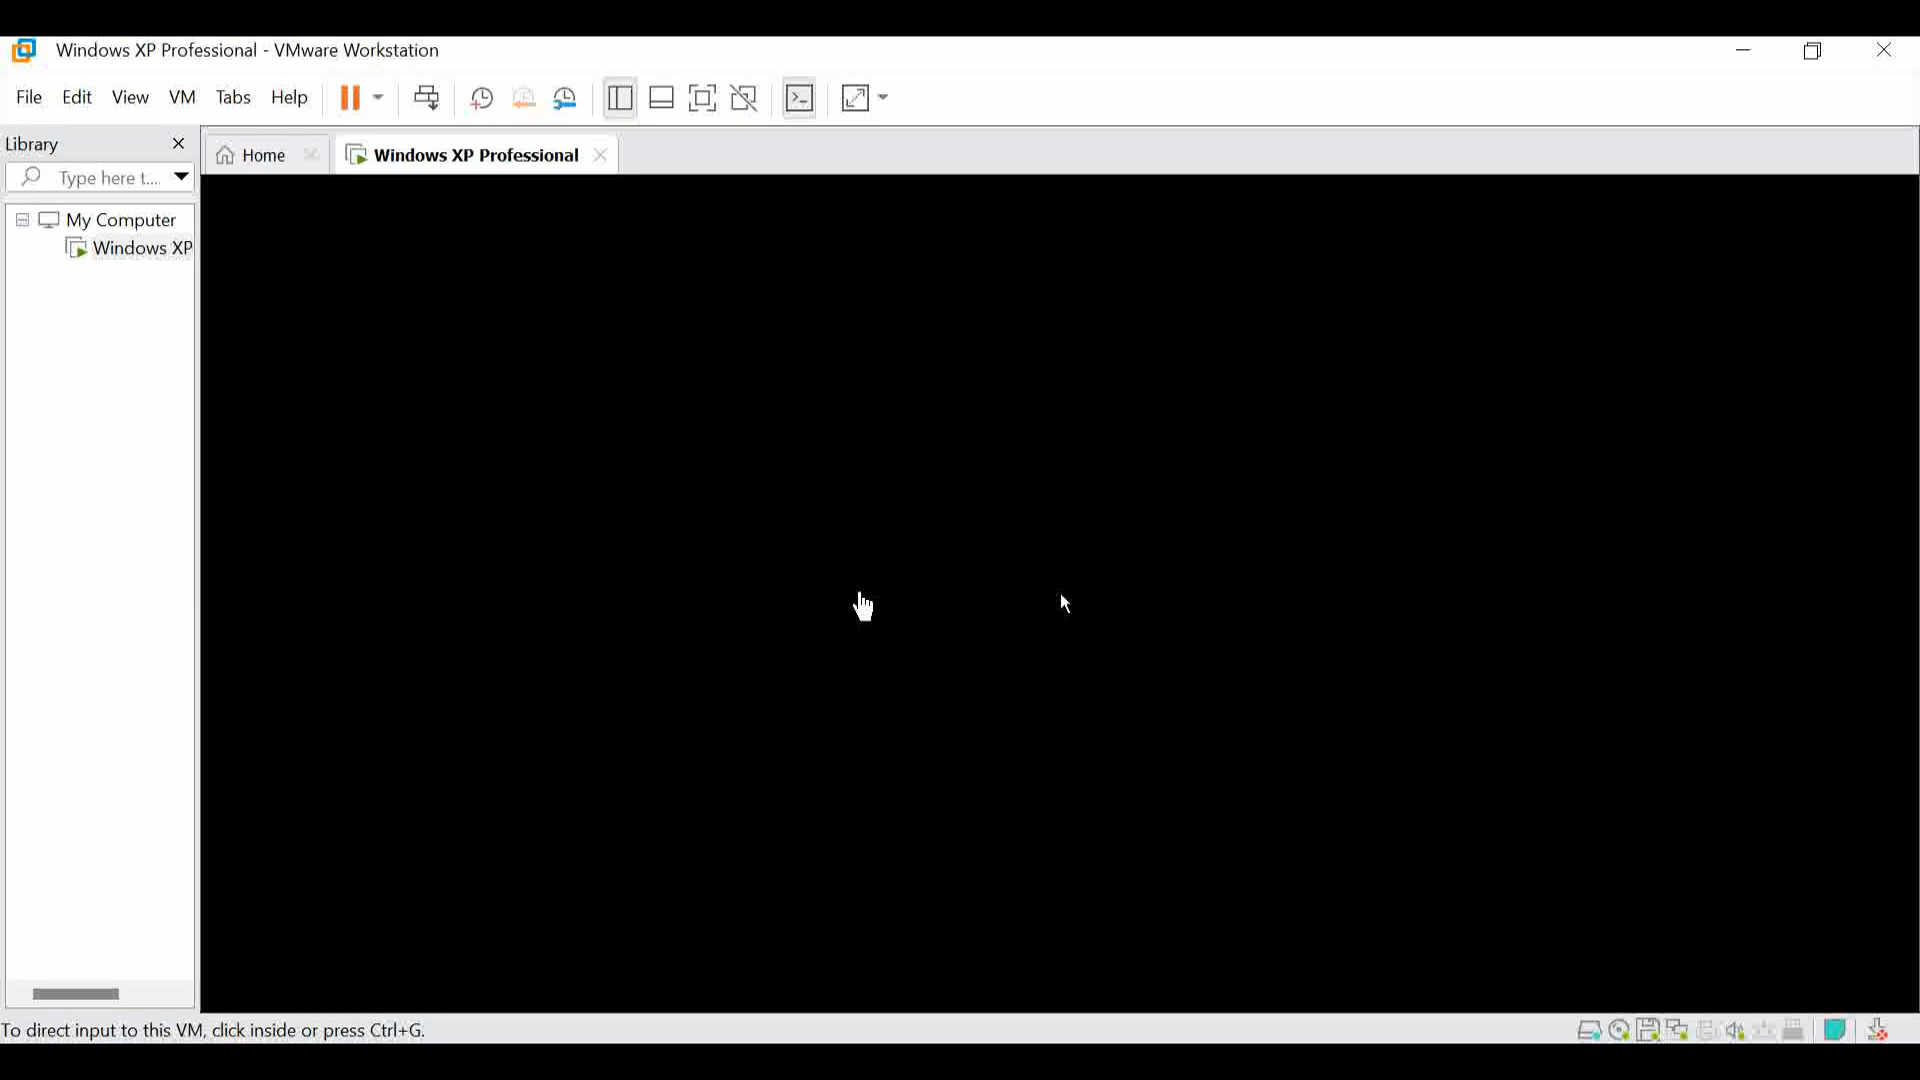 Windows XP Professional - VMware Workstation
File Edit View VM Tabs Help
Library
Home
Windows XP Professional
Type here t....
My Computer
Windows XP
To direct input to this VM, click inside or press Ctrl+G.